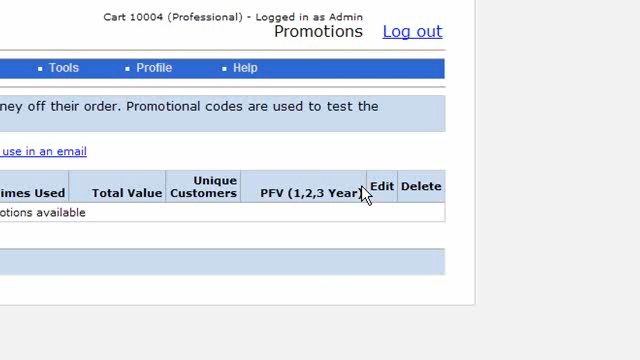 Cart 10004 (Professional) - Logged in as Admin
Promotions Log out
Tools Profile Help
ney off their order. Promotional codes are used to test the
use in an email
Unique
imes Used Total Value Customers PFV (1,2,3 Year) Edit Delete
otions available